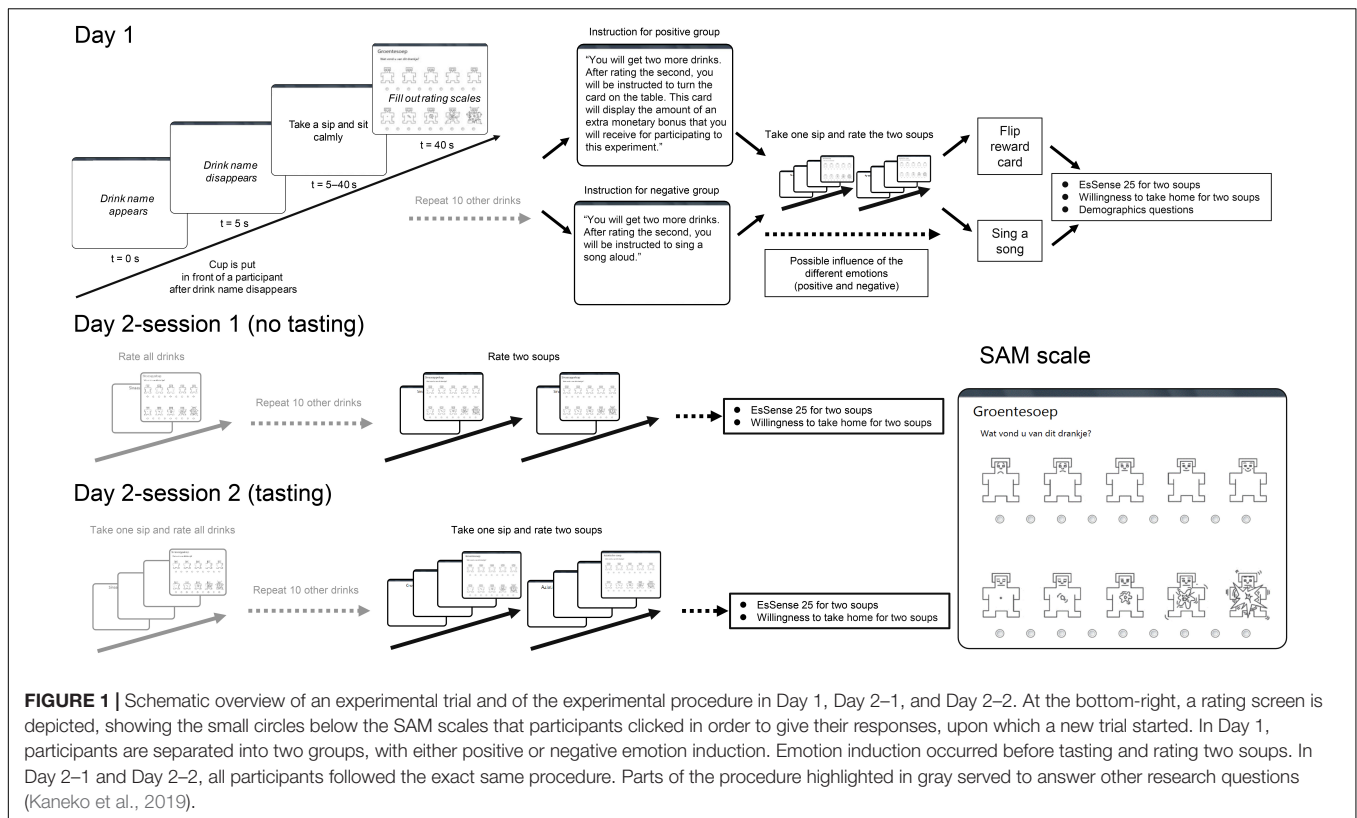 Day 1
Groentesoep
Wat vond u van dit drankje?
Fill out rating scales
t = 40 s
Take a sip and sit
calmly
t = 5–40 s
Drink name
disappears
t = 5 s
Drink name
appears
t = 0 s
Cup is put
in front of a participant
after drink name disappears
Repeat 10 other drinks
Instruction for positive group
“You will get two more drinks.
After rating the second, you
will be instructed to turn the
card on the table. This card
will display the amount of an
extra monetary bonus that you
will receive for participating to
this experiment.”
Instruction for negative group
“You will get two more drinks.
After rating the second, you
will be instructed to sing a
song aloud.”
Take one sip and rate the two soups
Possible influence of the
different emotions
(positive and negative)
Flip
reward
card
Sing a
song
● EsSense 25 for two soups
● Willingness to take home for two soups
● Demographics questions
Day 2-session 1 (no tasting)
Rate all drinks
Repeat 10 other drinks
Rate two soups
● EsSense 25 for two soups
● Willingness to take home for two soups
Day 2-session 2 (tasting)
Take one sip and rate all drinks
Repeat 10 other drinks
Take one sip and rate two soups
● EsSense 25 for two soups
● Willingness to take home for two soups
SAM scale
Groentesoep
Wat vond u van dit drankje?
FIGURE 1 | Schematic overview of an experimental trial and of the experimental procedure in Day 1, Day 2–1, and Day 2–2. At the bottom-right, a rating screen is
depicted, showing the small circles below the SAM scales that participants clicked in order to give their responses, upon which a new trial started. In Day 1,
participants are separated into two groups, with either positive or negative emotion induction. Emotion induction occurred before tasting and rating two soups. In
Day 2–1 and Day 2–2, all participants followed the exact same procedure. Parts of the procedure highlighted in gray served to answer other research questions
(Kaneko et al., 2019).